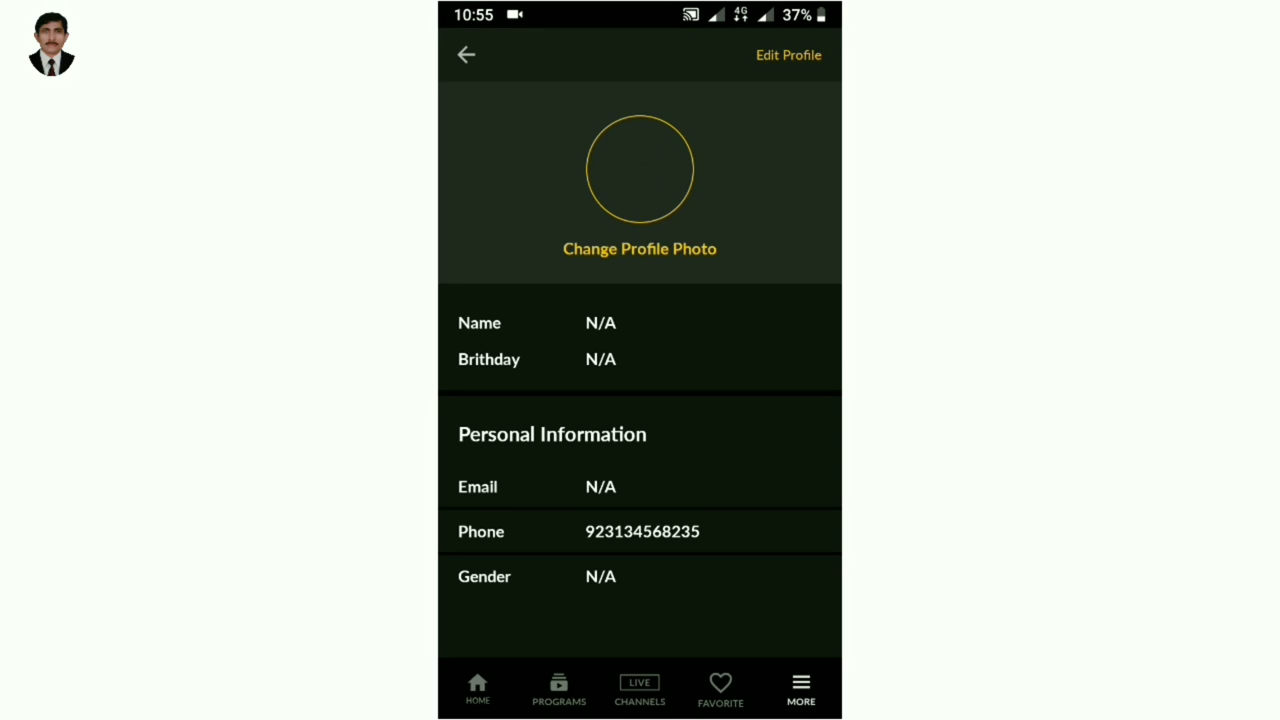 10:55 4G 37%
Edit Profile
Change Profile Photo
Name N/A
Brithday N/A
Personal Information
Email N/A
Phone 923134568235
Gender N/A
HOME PROGRAMS LIVE CHANNELS FAVORITE MORE